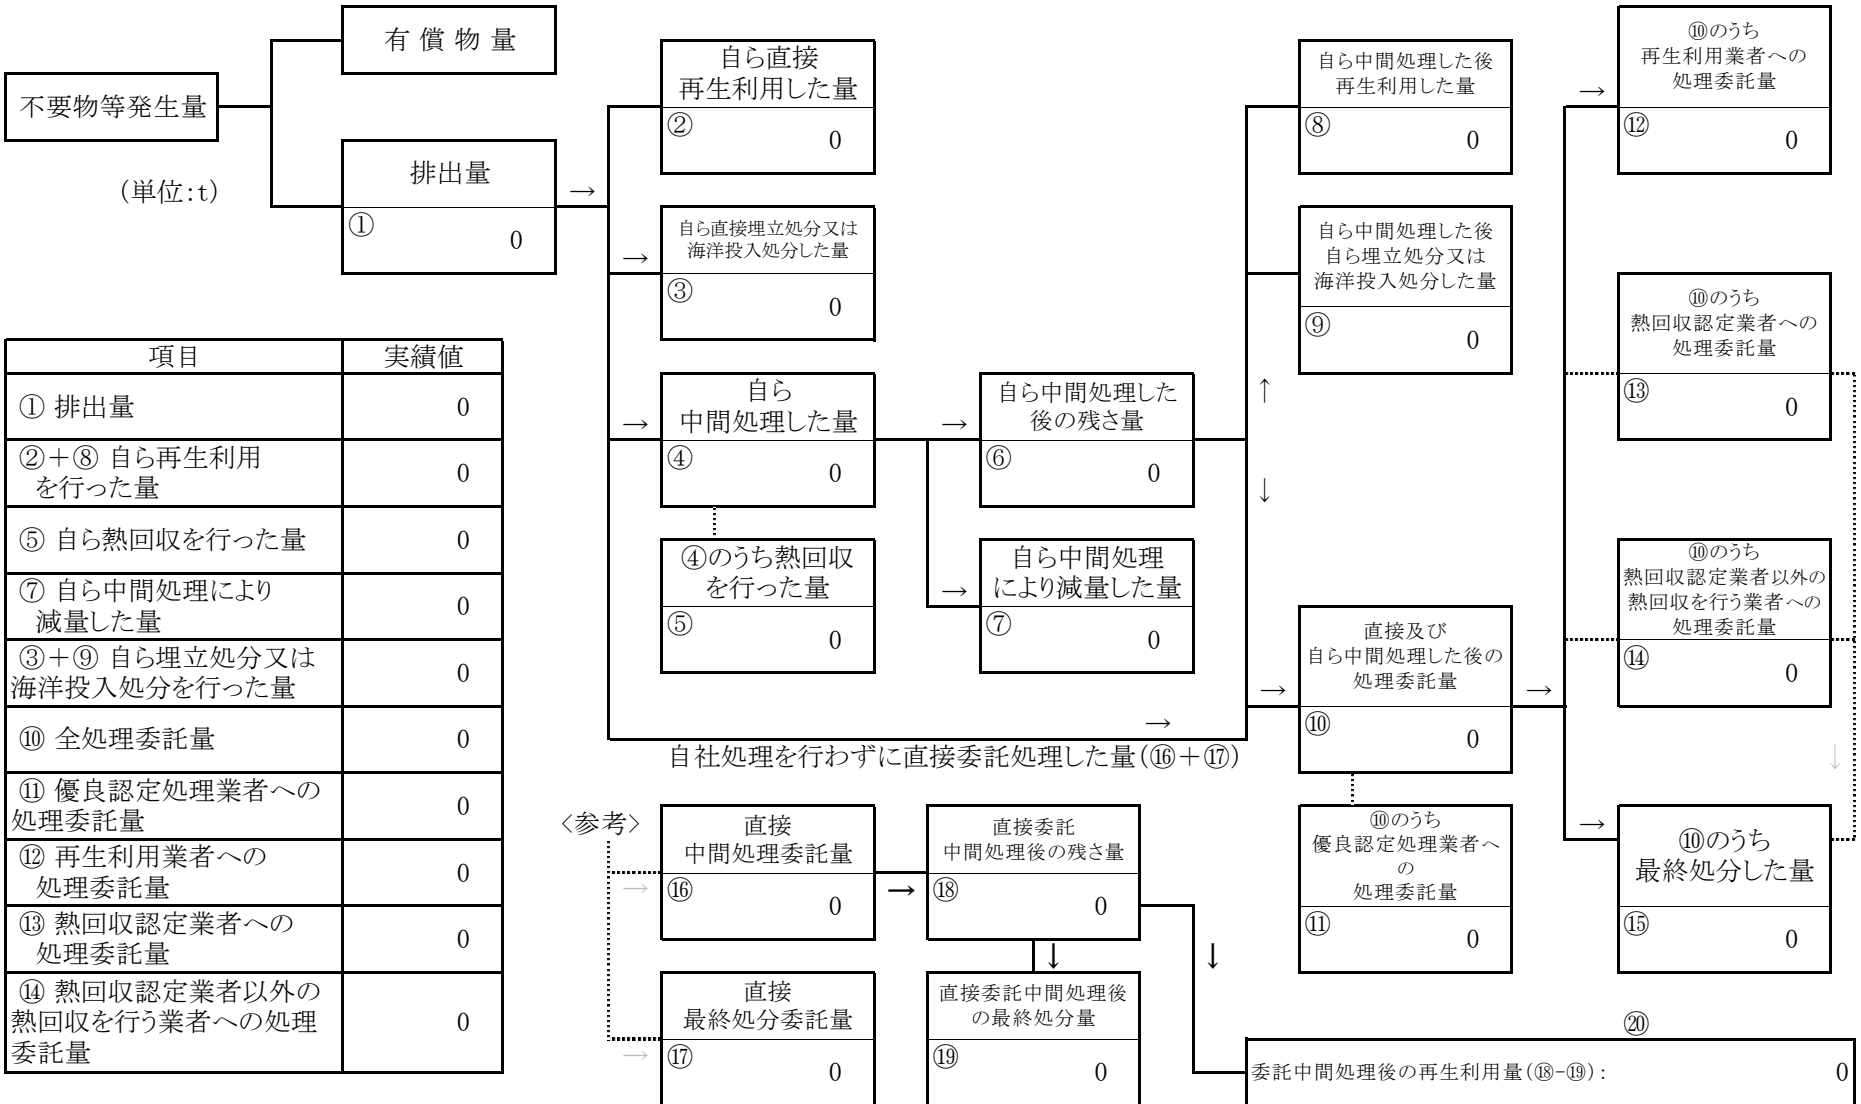 有償物量
不要物等発生量
(単位:t)
排出量
①
0
→
自ら直接
再生利用した量
②
0
→
自ら直接埋立処分又は
海洋投入処分した量
③
0
→
自ら
中間処理した量
④
0
④のうち熱回収
を行った量
⑤
0
→
自ら中間処理した
後の残さ量
⑥
0
→
自ら中間処理
により減量した量
⑦
0
↑
↓
自ら中間処理した後
再生利用した量
⑧
0
自ら中間処理した後
自ら埋立処分又は
海洋投入処分した量
⑨
0
→
自社処理を行わずに直接委託処理した量(⑯+⑰)
→
直接及び
自ら中間処理した後の
処理委託量
⑩
0
→
⑩のうち
優良認定処理業者へ
の
処理委託量
⑪
0
→
⑩のうち
再生利用業者への
処理委託量
⑫
0
⑩のうち
熱回収認定業者への
処理委託量
⑬
0
⑩のうち
熱回収認定業者以外の
熱回収を行う業者への
処理委託量
⑭
0
↓
→
⑩のうち
最終処分した量
⑮
0
項目 実績値
① 排出量 0
②+⑧ 自ら再生利用
を行った量 0
⑤ 自ら熱回収を行った量 0
⑦ 自ら中間処理により
減量した量 0
③+⑨ 自ら埋立処分又は
海洋投入処分を行った量 0
⑩ 全処理委託量 0
⑪ 優良認定処理業者への
処理委託量 0
⑫ 再生利用業者への
処理委託量 0
⑬ 熱回収認定業者への
処理委託量 0
⑭ 熱回収認定業者以外の
熱回収を行う業者への処理
委託量 0
〈参考〉
→
直接
中間処理委託量
⑯
0
→
直接委託
中間処理後の残さ量
⑱
0
↓
↓
→
直接
最終処分委託量
⑰
0
直接委託中間処理後
の最終処分量
⑲
0
⑳
委託中間処理後の再生利用量(⑱-⑲): 0